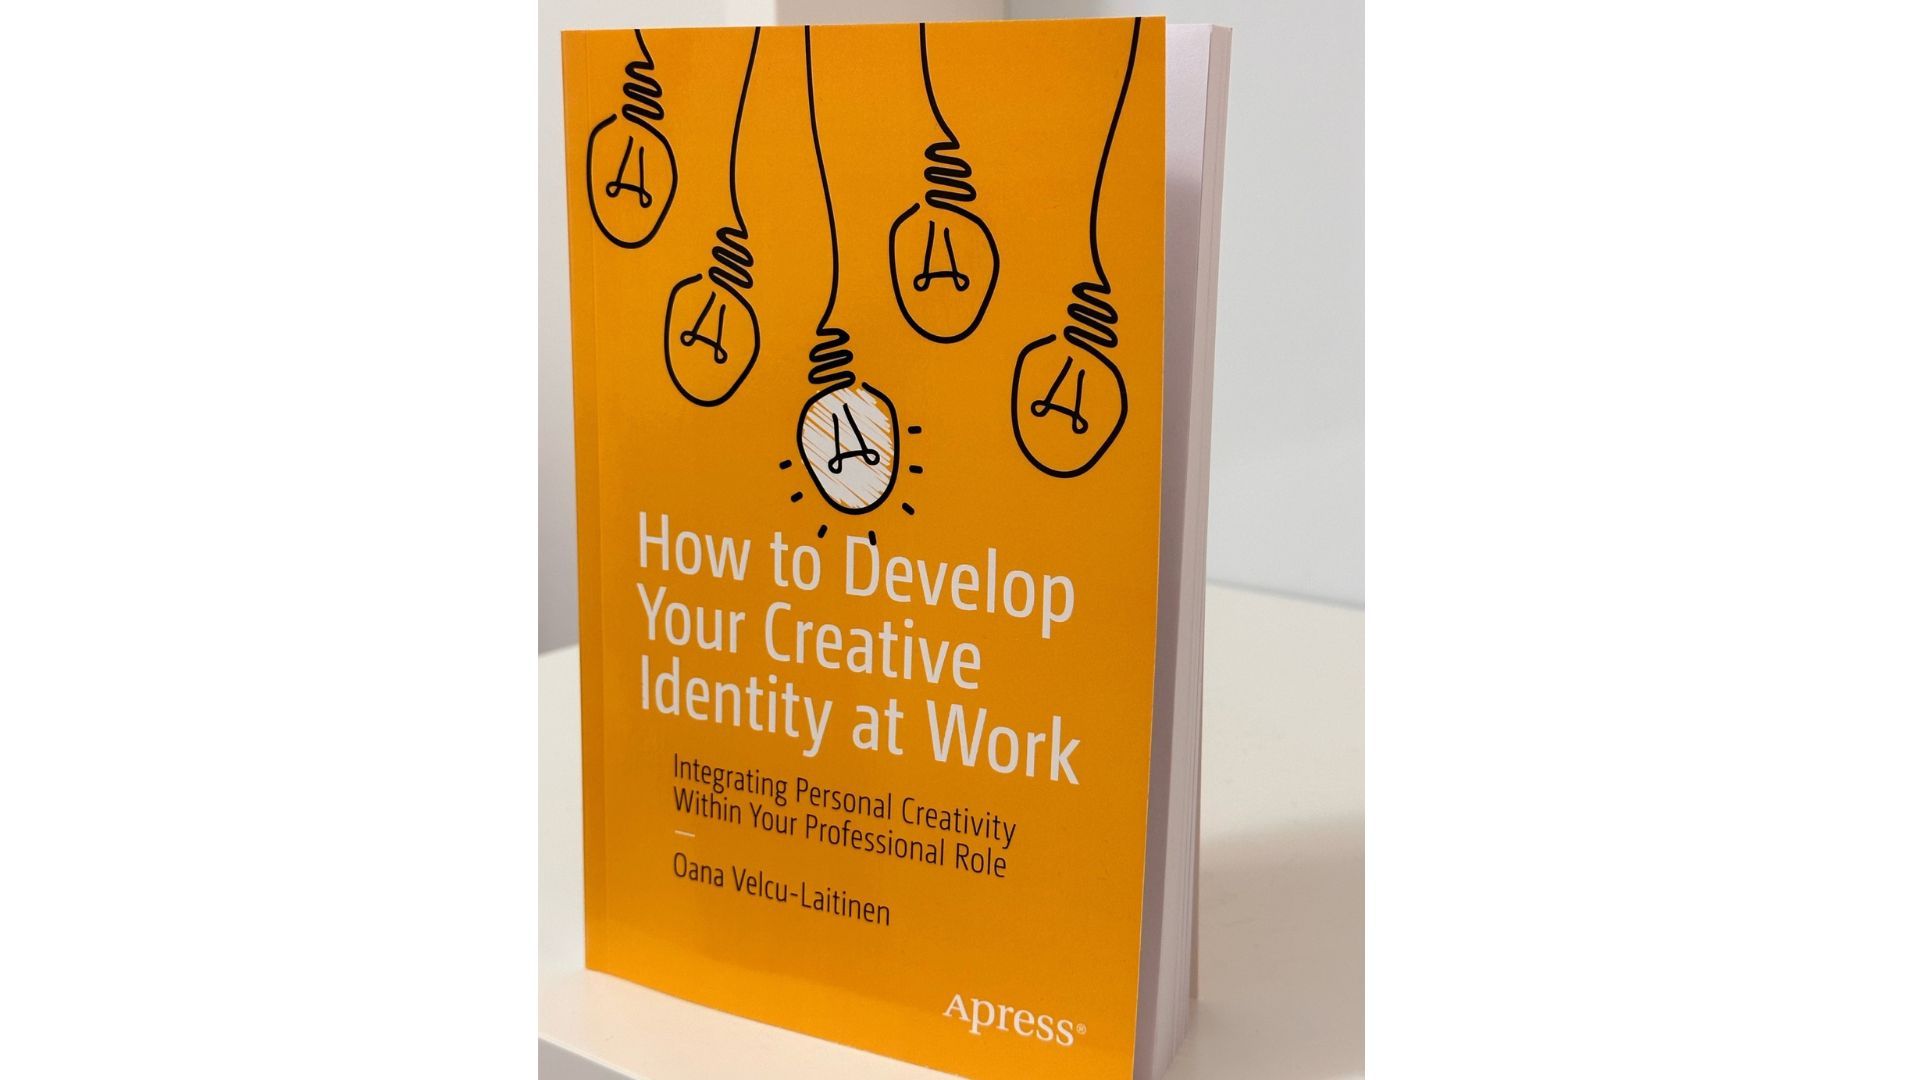 How to Develop
Your Creative
Identity at Work
Integrating Personal Creativity
Within Your Professional Role
Oana Velcu-Laitinen
Apress®